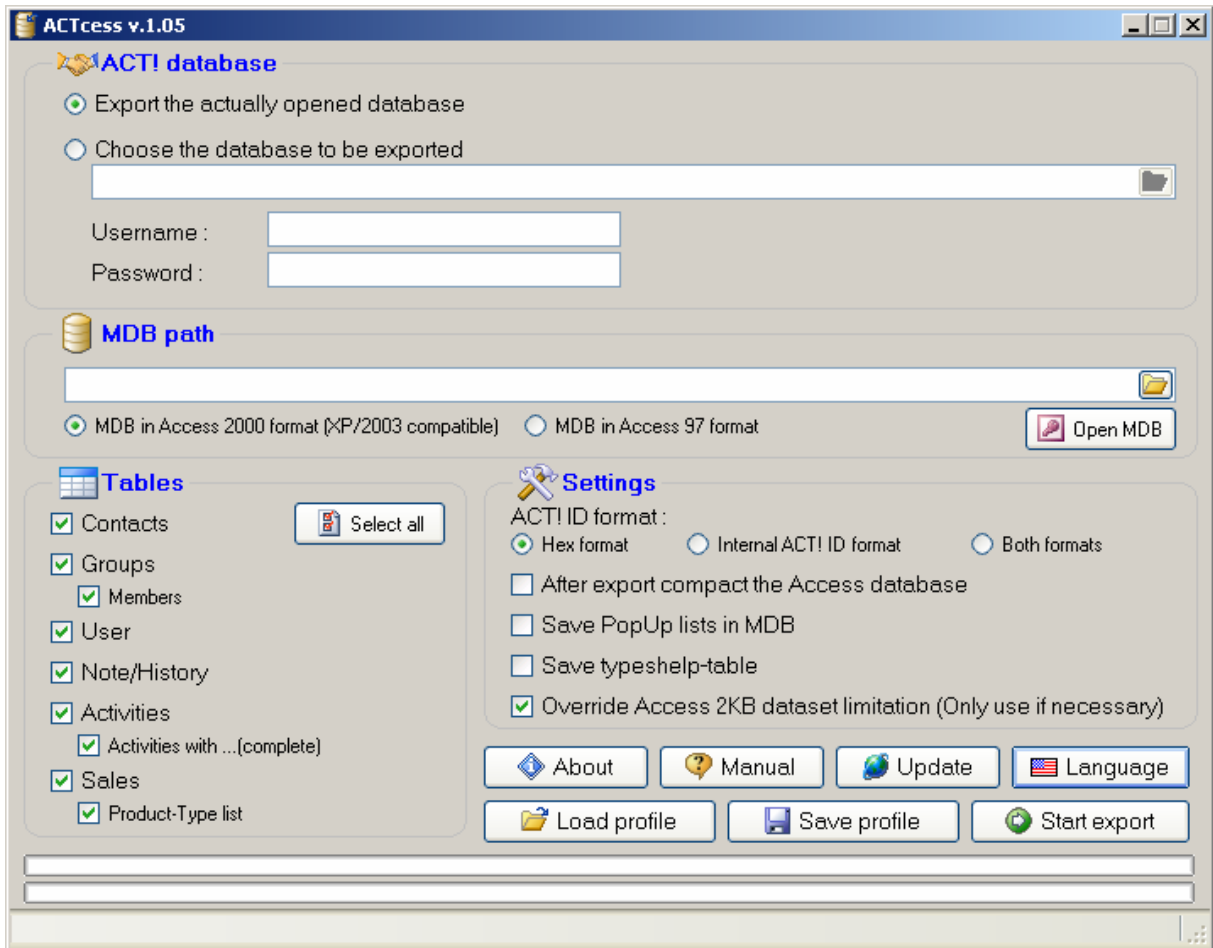 ACTcess v.1.05
ACT! database
Export the actually opened database
Choose the database to be exported
Username :
Password :
MDB path
MDB in Access 2000 format (XP/2003 compatible) MDB in Access 97 format Open MDB
Tables
Contacts Select all
Groups
Members
User
Note/History
Activities
Activities with ...(complete)
Sales
Product-Type list
Settings
ACT! ID format :
Hex format Internal ACT! ID format Both formats
After export compact the Access database
Save PopUp lists in MDB
Save typeshelp-table
Override Access 2KB dataset limitation (Only use if necessary)
About Manual Update Language
Load profile Save profile Start export